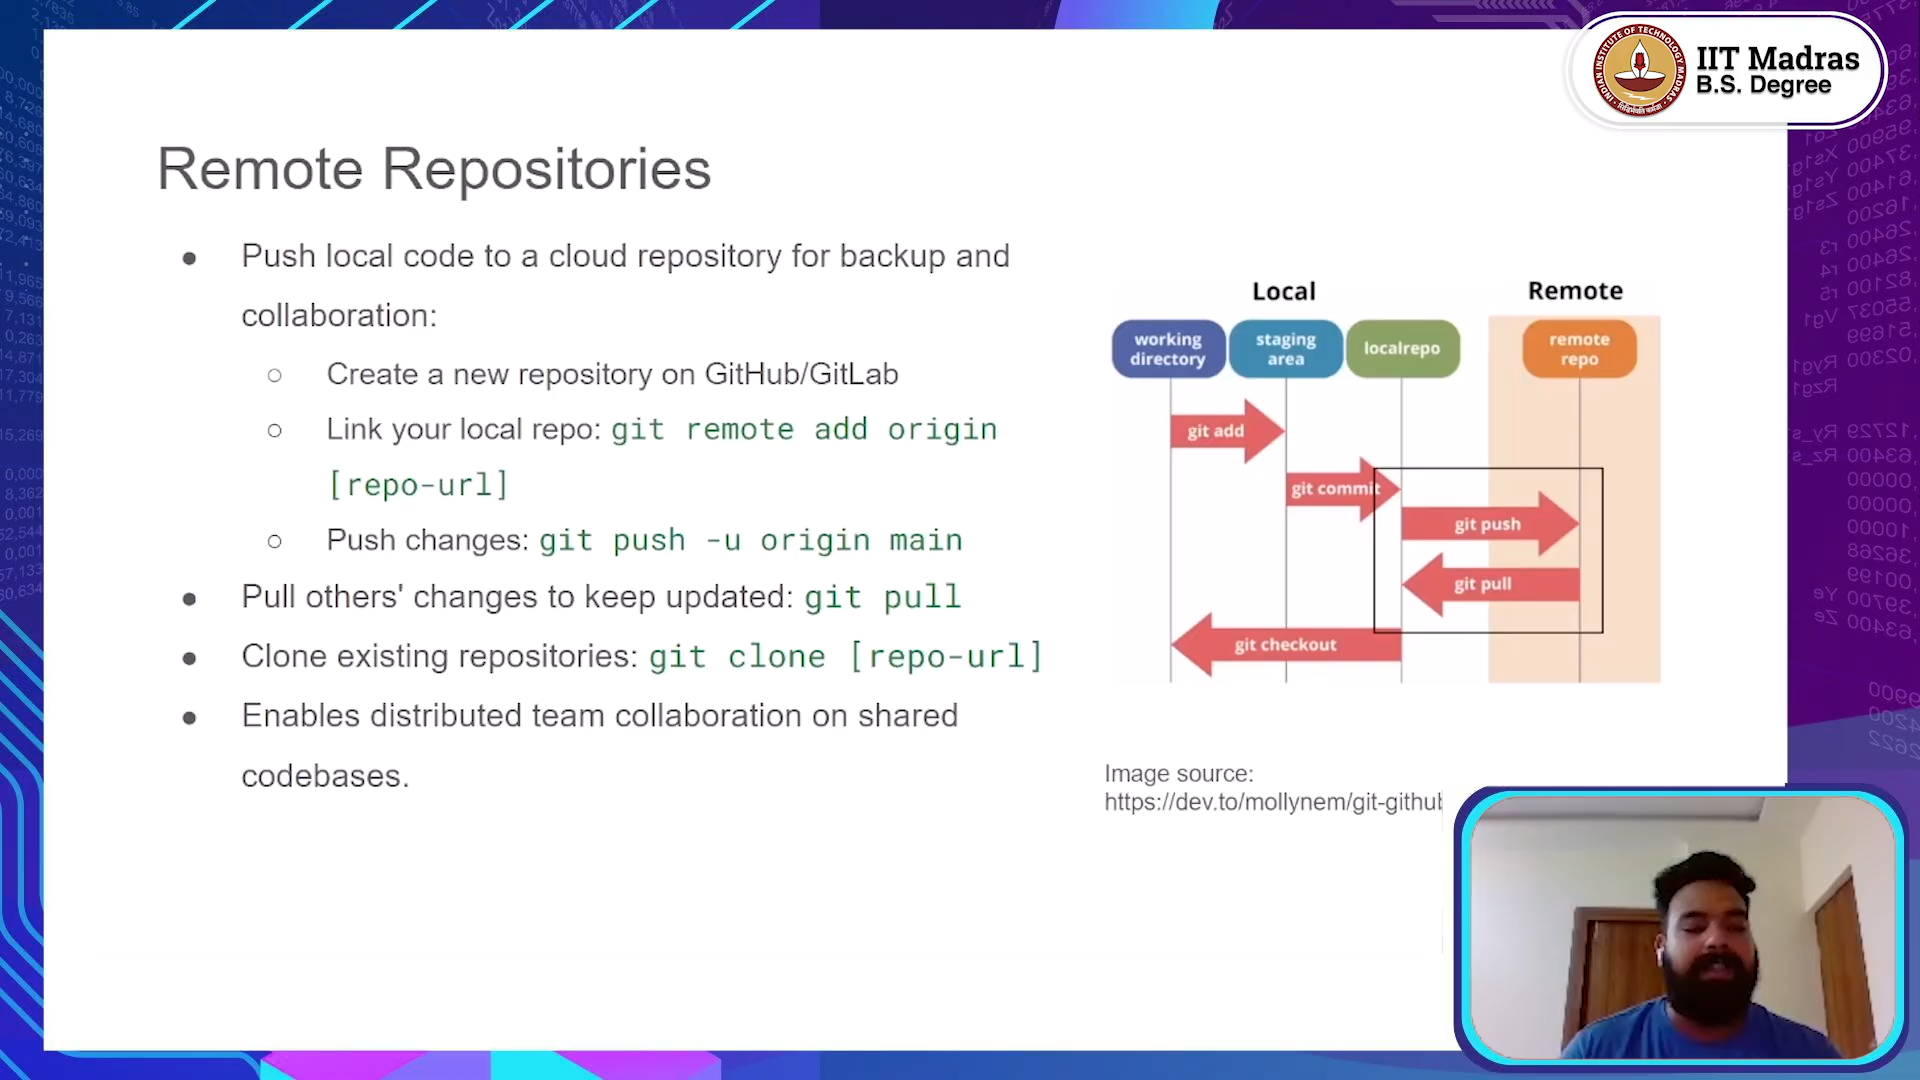 IIT Madras
B.S. Degree
Remote Repositories
● Push local code to a cloud repository for backup and
collaboration:
○ Create a new repository on GitHub/GitLab
○ Link your local repo: git remote add origin
[repo-url]
○ Push changes: git push -u origin main
● Pull others' changes to keep updated: git pull
● Clone existing repositories: git clone [repo-url]
● Enables distributed team collaboration on shared
codebases.
Local
Remote
working
directory
staging
area
localrepo
remote
repo
git add
git commit
git push
git pull
git checkout
Image source:
https://dev.to/mollynem/git-github